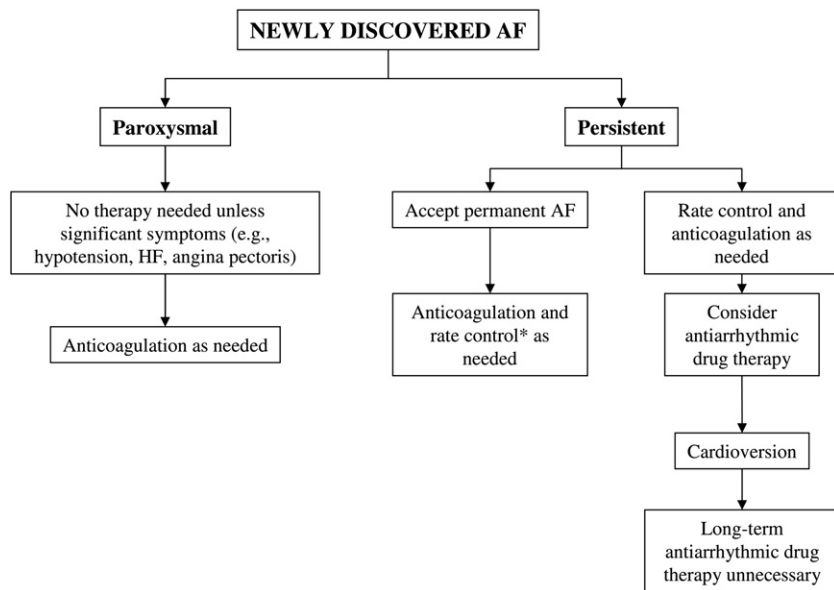 NEWLY DISCOVERED AF
Paroxysmal
Persistent
No therapy needed unless
significant symptoms (e.g.,
hypotension, HF, angina pectoris)
Accept permanent AF
Rate control and
anticoagulation as
needed
Anticoagulation as needed
Anticoagulation and
rate control* as
needed
Consider
antiarrhythmic
drug therapy
Cardioversion
Long-term
antiarrhythmic drug
therapy unnecessary